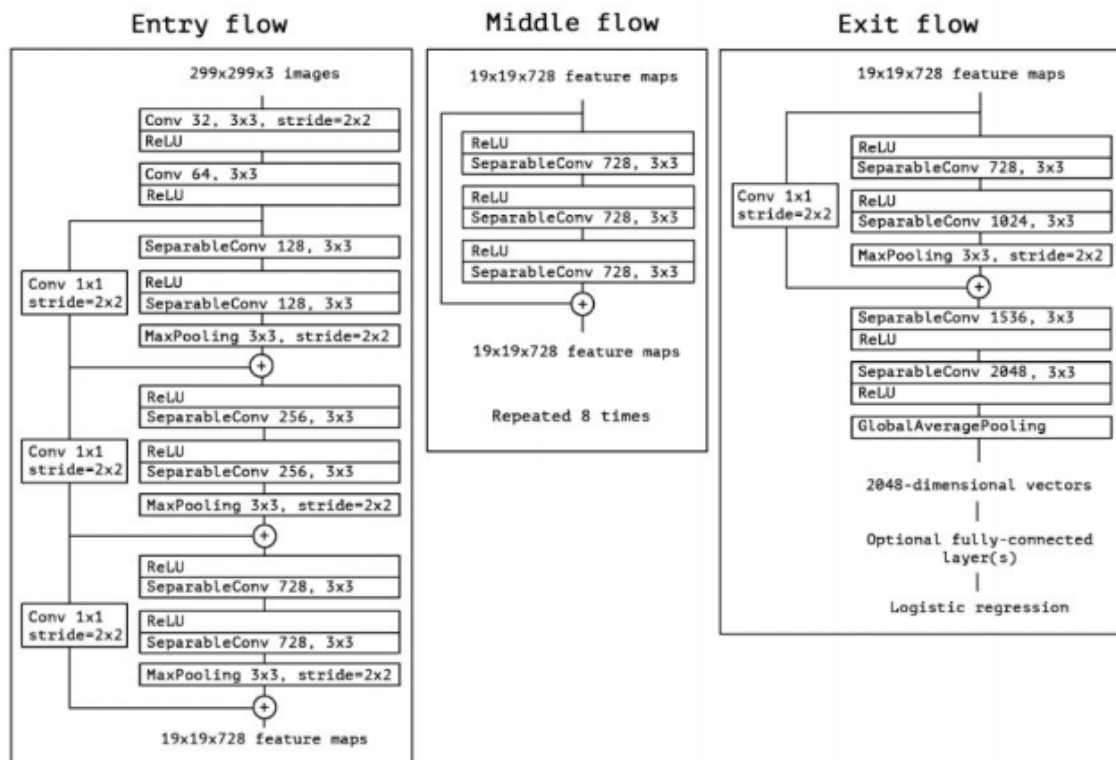 Entry flow
299x299x3 images
Conv 32, 3x3, stride=2x2
ReLU
Conv 64, 3x3
ReLU
SeparableConv 128, 3x3
Conv 1x1
stride=2x2
ReLU
SeparableConv 128, 3x3
MaxPooling 3x3, stride=2x2
+
ReLU
SeparableConv 256, 3x3
Conv 1x1
stride=2x2
ReLU
SeparableConv 256, 3x3
MaxPooling 3x3, stride=2x2
+
ReLU
SeparableConv 728, 3x3
Conv 1x1
stride=2x2
ReLU
SeparableConv 728, 3x3
MaxPooling 3x3, stride=2x2
+
19x19x728 feature maps
Middle flow
19x19x728 feature maps
ReLU
SeparableConv 728, 3x3
ReLU
SeparableConv 728, 3x3
ReLU
SeparableConv 728, 3x3
+
19x19x728 feature maps
Repeated 8 times
Exit flow
19x19x728 feature maps
ReLU
SeparableConv 728, 3x3
Conv 1x1
stride=2x2
ReLU
SeparableConv 1024, 3x3
MaxPooling 3x3, stride=2x2
+
SeparableConv 1536, 3x3
ReLU
SeparableConv 2048, 3x3
ReLU
GlobalAveragePooling
2048-dimensional vectors
Optional fully-connected
layer(s)
Logistic regression